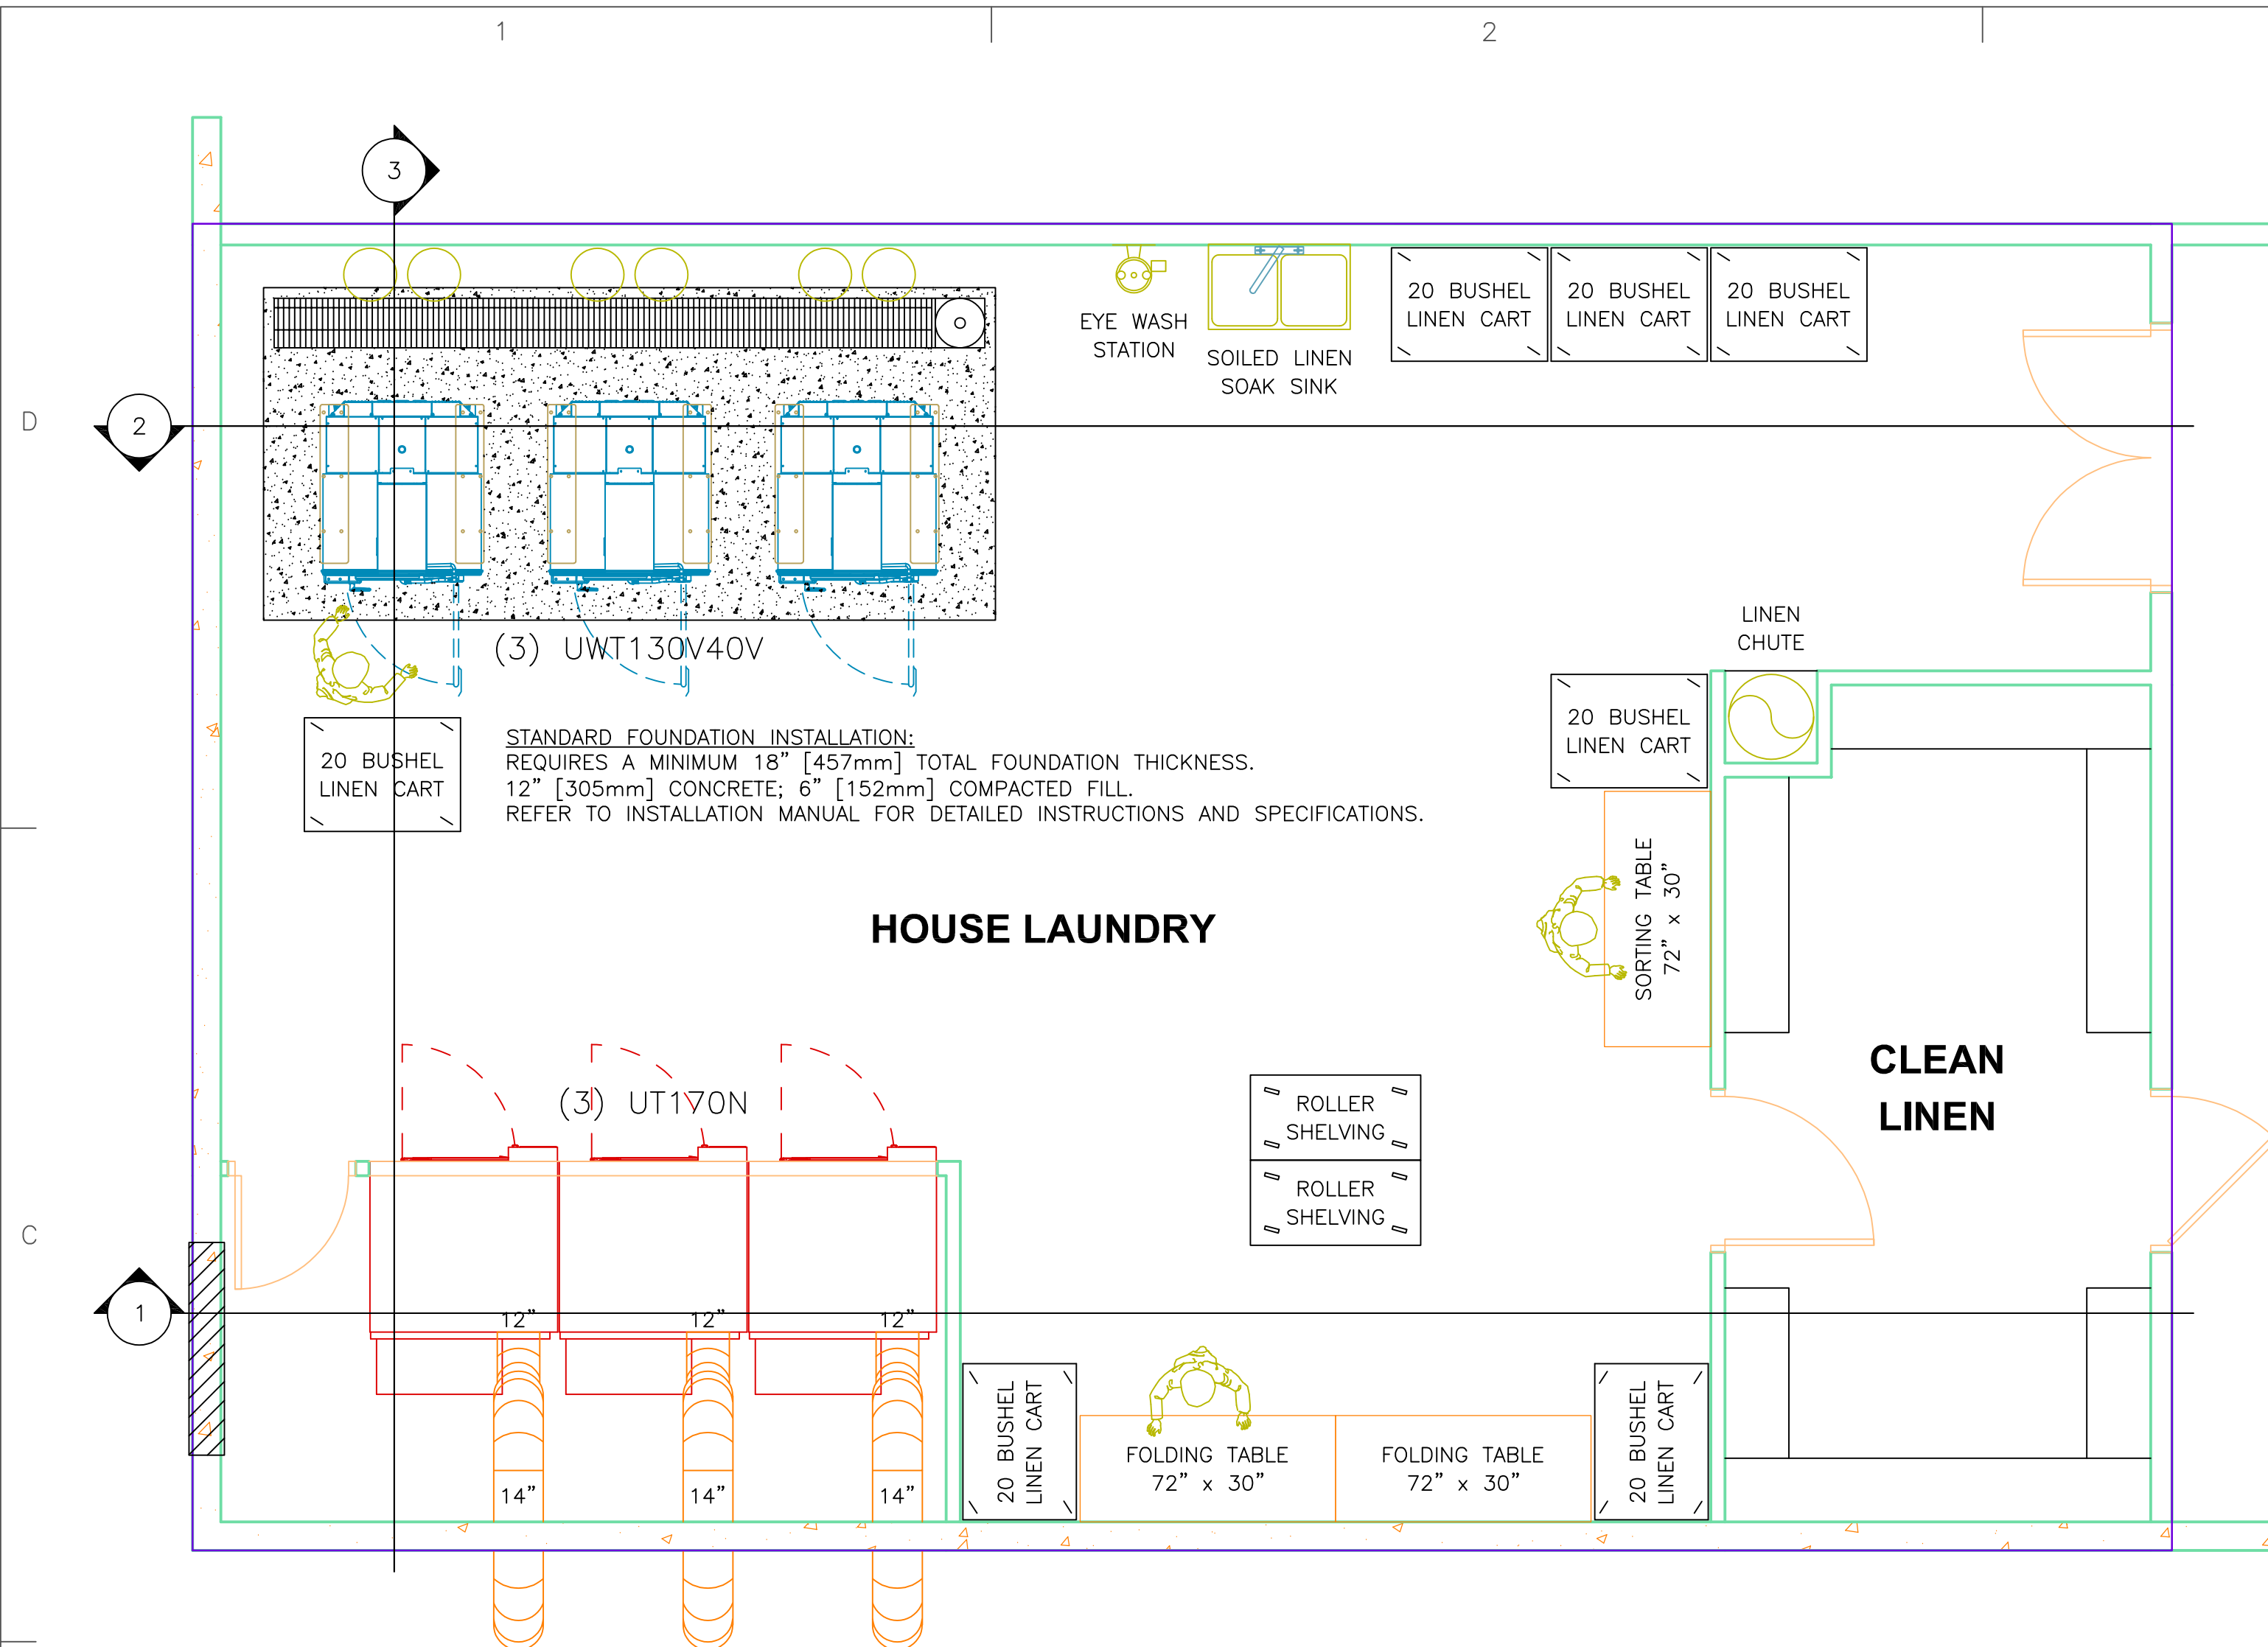 1
2
3
20 BUSHEL
LINEN CART
20 BUSHEL
LINEN CART
20 BUSHEL
LINEN CART
EYE WASH
STATION
SOILED LINEN
SOAK SINK
D
2
LINEN
CHUTE
(3) UWT130V40V
20 BUSHEL
LINEN CART
20 BUSHEL
LINEN CART
STANDARD FOUNDATION INSTALLATION:
REQUIRES A MINIMUM 18" [457mm] TOTAL FOUNDATION THICKNESS.
12" [305mm] CONCRETE; 6" [152mm] COMPACTED FILL.
REFER TO INSTALLATION MANUAL FOR DETAILED INSTRUCTIONS AND SPECIFICATIONS.
SORTING TABLE
72" x 30"
HOUSE LAUNDRY
CLEAN
LINEN
(3) UT170N
ROLLER
SHELVING
ROLLER
SHELVING
C
1
12"
12"
12"
20 BUSHEL
LINEN CART
FOLDING TABLE
72" x 30"
FOLDING TABLE
72" x 30"
20 BUSHEL
LINEN CART
14"
14"
14"